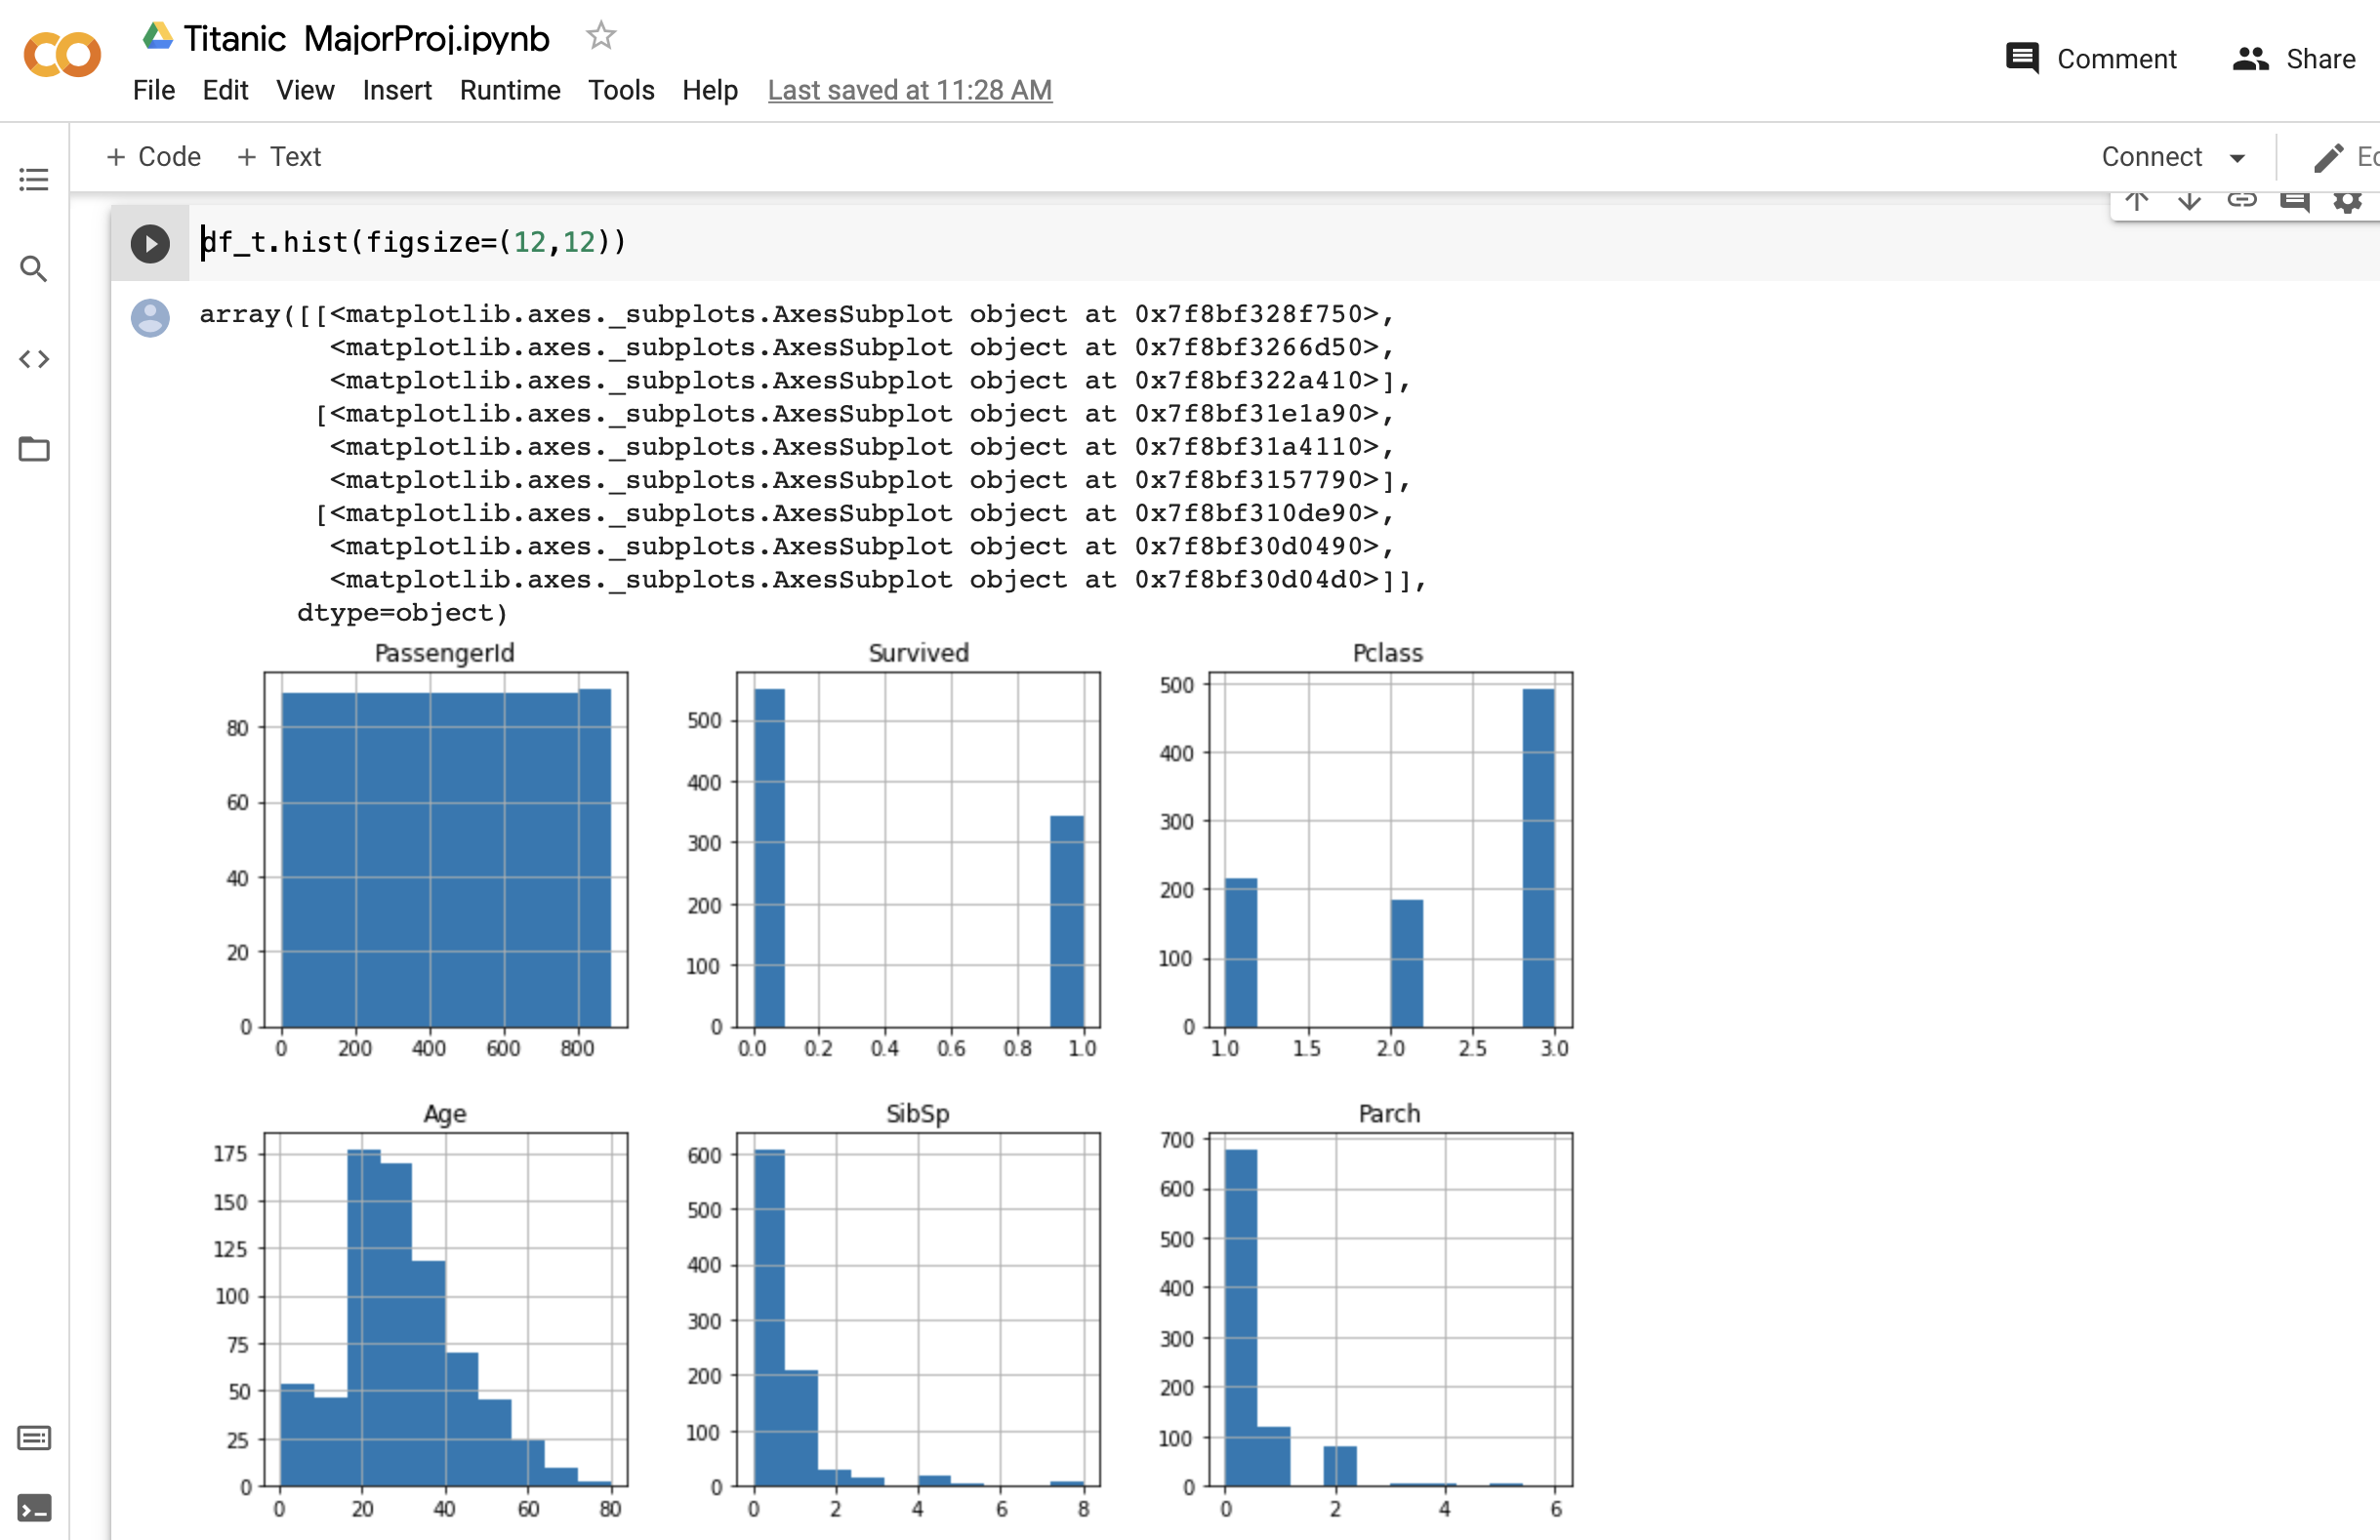 Titanic MajorProj.ipynb
Comment
Share
File Edit View Insert Runtime Tools Help Last saved at 11:28 AM
+ Code + Text
Connect
df_t.hist(figsize=(12,12))
array([[<matplotlib.axes._subplots.AxesSubplot object at 0x7f8bf328f750>,
<matplotlib.axes._subplots.AxesSubplot object at 0x7f8bf3266d50>,
<matplotlib.axes._subplots.AxesSubplot object at 0x7f8bf322a410>],
[<matplotlib.axes._subplots.AxesSubplot object at 0x7f8bf31e1a90>,
<matplotlib.axes._subplots.AxesSubplot object at 0x7f8bf31a4110>,
<matplotlib.axes._subplots.AxesSubplot object at 0x7f8bf3157790>],
[<matplotlib.axes._subplots.AxesSubplot object at 0x7f8bf310de90>,
<matplotlib.axes._subplots.AxesSubplot object at 0x7f8bf30d0490>,
<matplotlib.axes._subplots.AxesSubplot object at 0x7f8bf30d04d0>]],
dtype=object)
PassengerId
80
60
40
20
0
0 200 400 600 800
Survived
500
400
300
200
100
0
0.0 0.2 0.4 0.6 0.8 1.0
Pclass
500
400
300
200
100
0
1.0 1.5 2.0 2.5 3.0
Age
175
150
125
100
75
50
25
0
0 20 40 60 80
SibSp
600
500
400
300
200
100
0
0 2 4 6 8
Parch
700
600
500
400
300
200
100
0
0 2 4 6